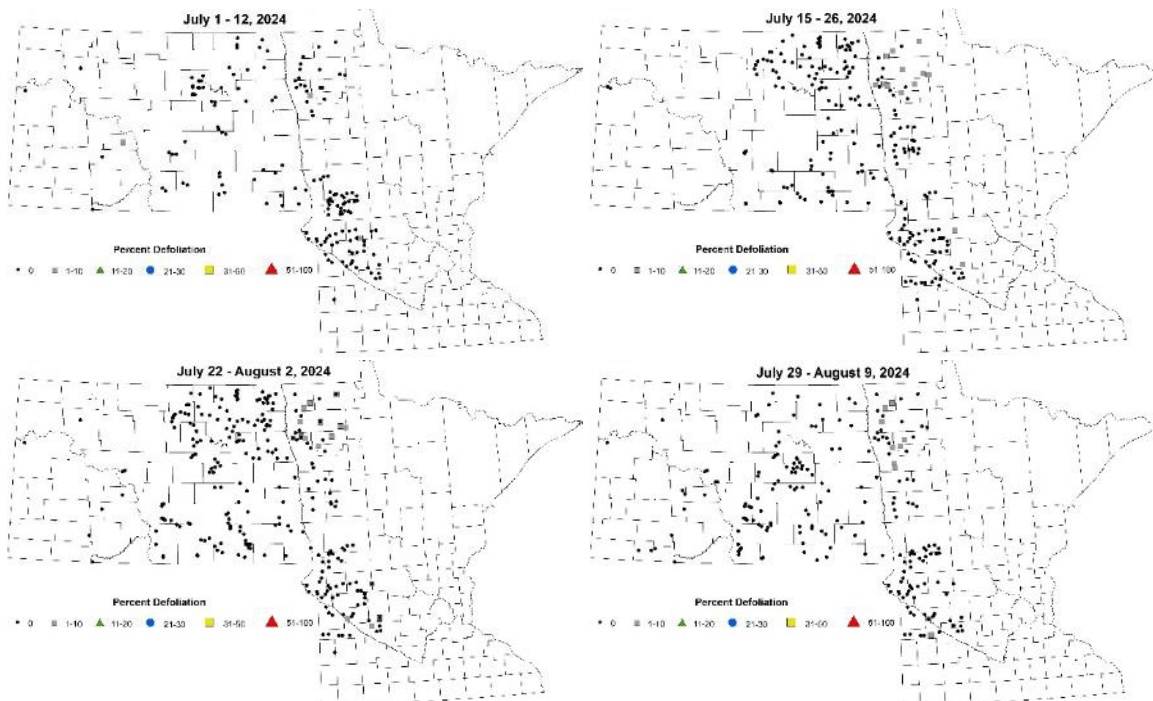 July 1 - 12, 2024
July 15 - 26, 2024
Percent Defoliation
0 1-10 11-20 21-30 31-50 51-100
Percent Defoliation
0 1-10 11-20 21-30 31-50 51-100
July 22 - August 2, 2024
July 29 - August 9, 2024
Percent Defoliation
0 1-10 11-20 21-30 31-50 51-100
Percent Defoliation
0 1-10 11-20 21-30 31-50 51-100